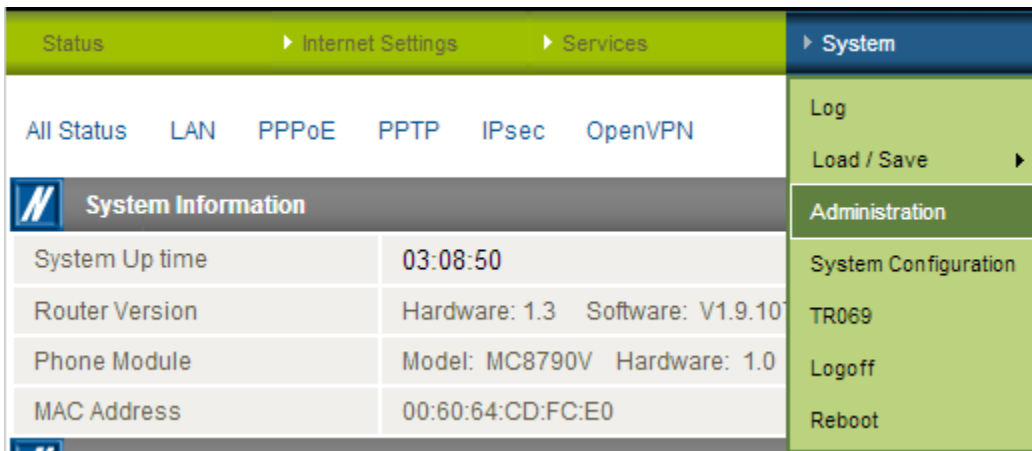 Status Internet Settings Services System
All Status LAN PPPoE PPTP IPsec OpenVPN
Log
Load / Save
Administration
System Configuration
TR069
Logoff
Reboot
System Information
System Up time 03:08:50
Router Version Hardware: 1.3 Software: V1.9.10
Phone Module Model: MC8790V Hardware: 1.0
MAC Address 00:60:64:CD:FC:E0